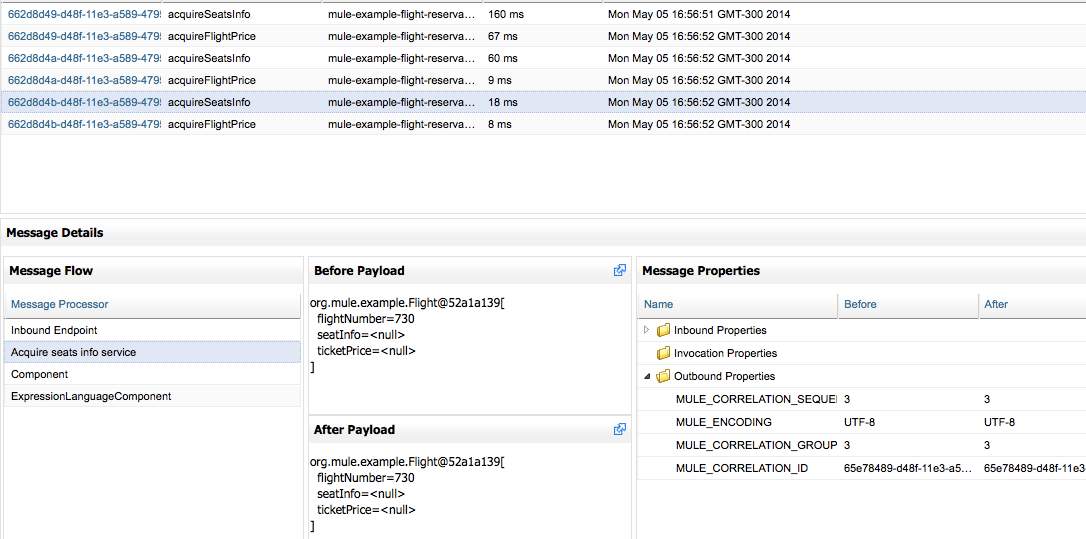 662d8d49-d48f-11e3-a589-4795 acquireSeatsInfo mule-example-flight-reserva... 160 ms Mon May 05 16:56:51 GMT-300 2014
662d8d49-d48f-11e3-a589-4795 acquireFlightPrice mule-example-flight-reserva... 67 ms Mon May 05 16:56:52 GMT-300 2014
662d8d4a-d48f-11e3-a589-4795 acquireSeatsInfo mule-example-flight-reserva... 60 ms Mon May 05 16:56:52 GMT-300 2014
662d8d4a-d48f-11e3-a589-4795 acquireFlightPrice mule-example-flight-reserva... 9 ms Mon May 05 16:56:52 GMT-300 2014
662d8d4b-d48f-11e3-a589-4795 acquireSeatsInfo mule-example-flight-reserva... 18 ms Mon May 05 16:56:52 GMT-300 2014
662d8d4b-d48f-11e3-a589-4795 acquireFlightPrice mule-example-flight-reserva... 8 ms Mon May 05 16:56:52 GMT-300 2014
Message Details
Message Flow
Message Processor
Inbound Endpoint
Acquire seats info service
Component
ExpressionLanguageComponent
Before Payload
org.mule.example.Flight@52a1a139[
flightNumber=730
seatInfo=<null>
ticketPrice=<null>
]
After Payload
org.mule.example.Flight@52a1a139[
flightNumber=730
seatInfo=<null>
ticketPrice=<null>
]
Message Properties
Name Before After
Inbound Properties
Invocation Properties
Outbound Properties
MULE_CORRELATION_SEQUE 3 3
MULE_ENCODING UTF-8 UTF-8
MULE_CORRELATION_GROUP 3 3
MULE_CORRELATION_ID 65e78489-d48f-11e3-a5... 65e78489-d48f-11e3-